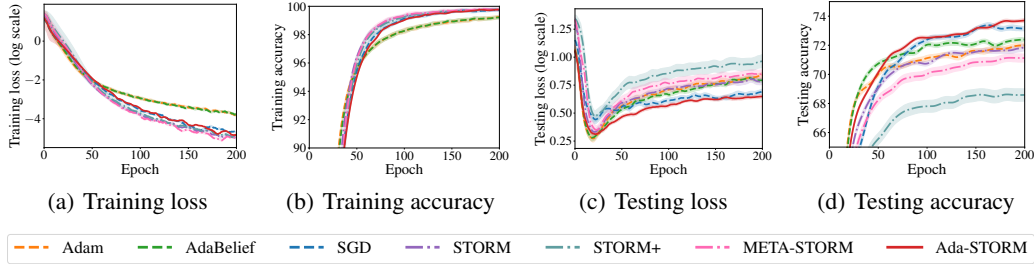 Training loss (log scale)
0
−2
−4
0 50 100 150 200
Epoch
(a) Training loss
Training accuracy
100
98
96
94
92
90
0 50 100 150 200
Epoch
(b) Training accuracy
Testing loss (log scale)
1.25
1.00
0.75
0.50
0.25
0 50 100 150 200
Epoch
(c) Testing loss
Testing accuracy
74
72
70
68
66
0 50 100 150 200
Epoch
(d) Testing accuracy
Adam AdaBelief SGD STORM STORM+ META-STORM Ada-STORM